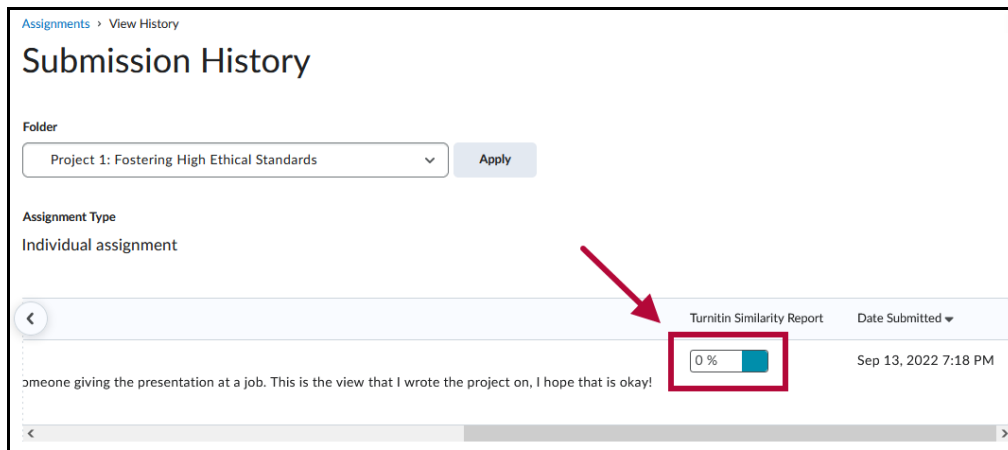 Assignments › View History
Submission History
Folder
Project 1: Fostering High Ethical Standards Apply
Assignment Type
Individual assignment
Turnitin Similarity Report Date Submitted
0 % Sep 13, 2022 7:18 PM
omeone giving the presentation at a job. This is the view that I wrote the project on, I hope that is okay!